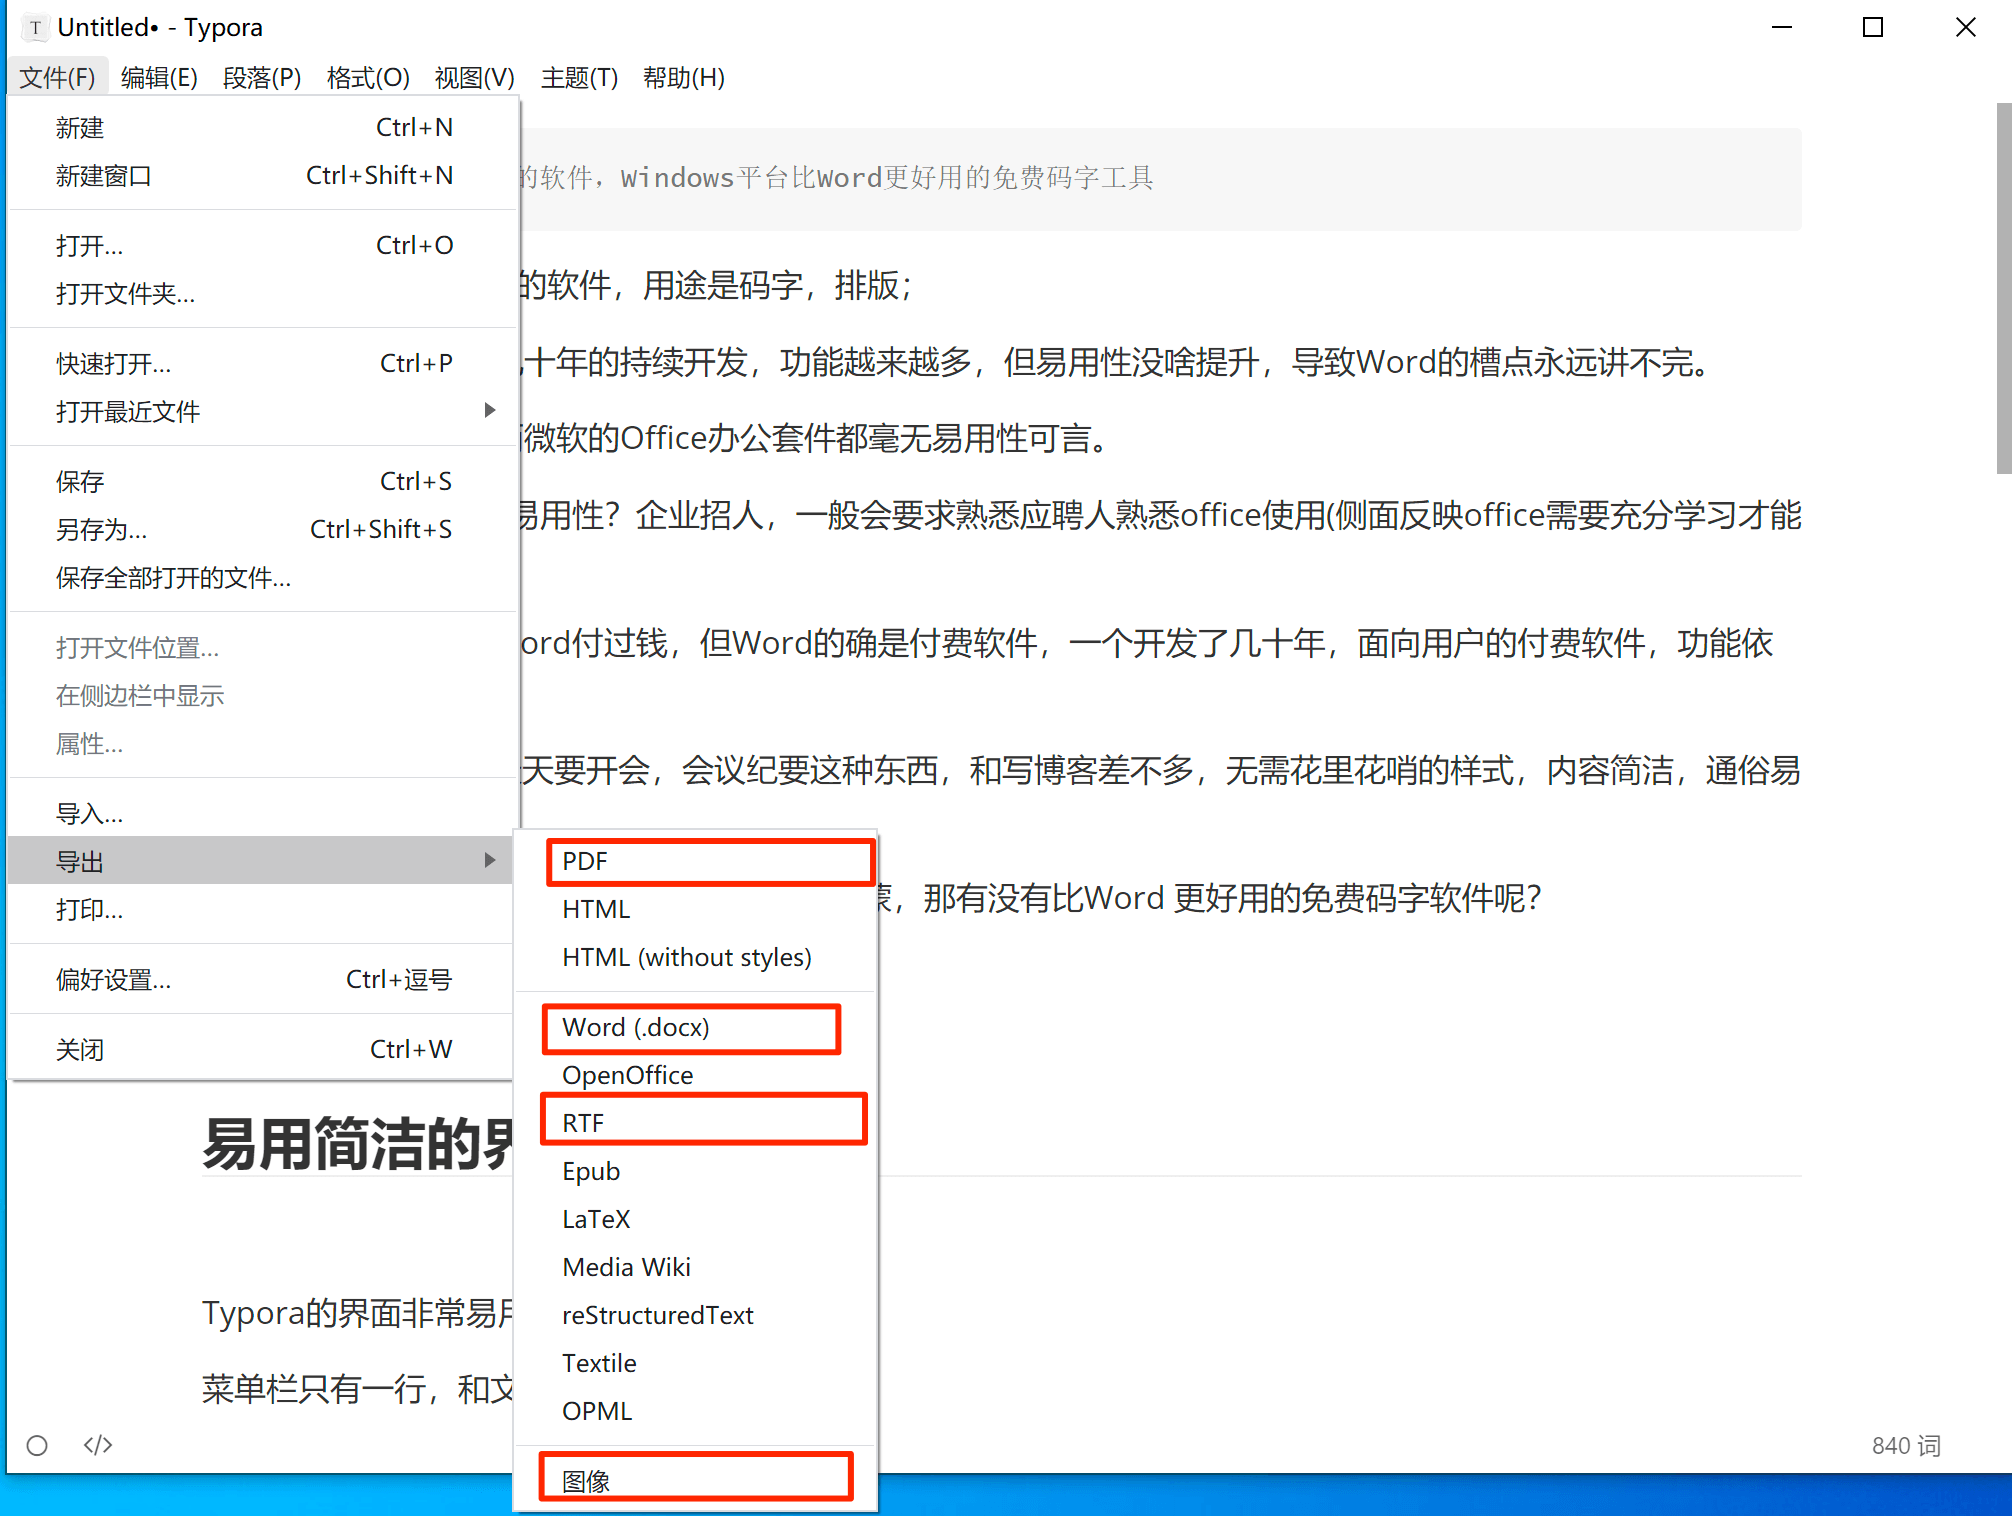 T Untitled• - Typora
文件(F) 编辑(E) 段落(P) 格式(O) 视图(V) 主题(T) 帮助(H)
新建 Ctrl+N
新建窗口 Ctrl+Shift+N
打开... Ctrl+O
打开文件夹...
快速打开... Ctrl+P
打开最近文件
保存 Ctrl+S
另存为... Ctrl+Shift+S
保存全部打开的文件...
打开文件位置...
在侧边栏中显示
属性...
导入...
导出
打印...
偏好设置... Ctrl+逗号
关闭 Ctrl+W
PDF
HTML
HTML (without styles)
Word (.docx)
OpenOffice
RTF
Epub
LaTeX
Media Wiki
reStructuredText
Textile
OPML
图像
的软件，Windows平台比Word更好用的免费码字工具
的软件，用途是码字，排版；
十年的持续开发，功能越来越多，但易用性没啥提升，导致Word的槽点永远讲不完。
微软的Office办公套件都毫无易用性可言。
易用性？企业招人，一般会要求熟悉应聘人熟悉office使用(侧面反映office需要充分学习才能
ord付过钱，但Word的确是付费软件，一个开发了几十年，面向用户的付费软件，功能依
天要开会，会议纪要这种东西，和写博客差不多，无需花里花哨的样式，内容简洁，通俗易
，那有没有比Word 更好用的免费码字软件呢？
易用简洁的界
Typora的界面非常易用
菜单栏只有一行，和文
</> 840 词